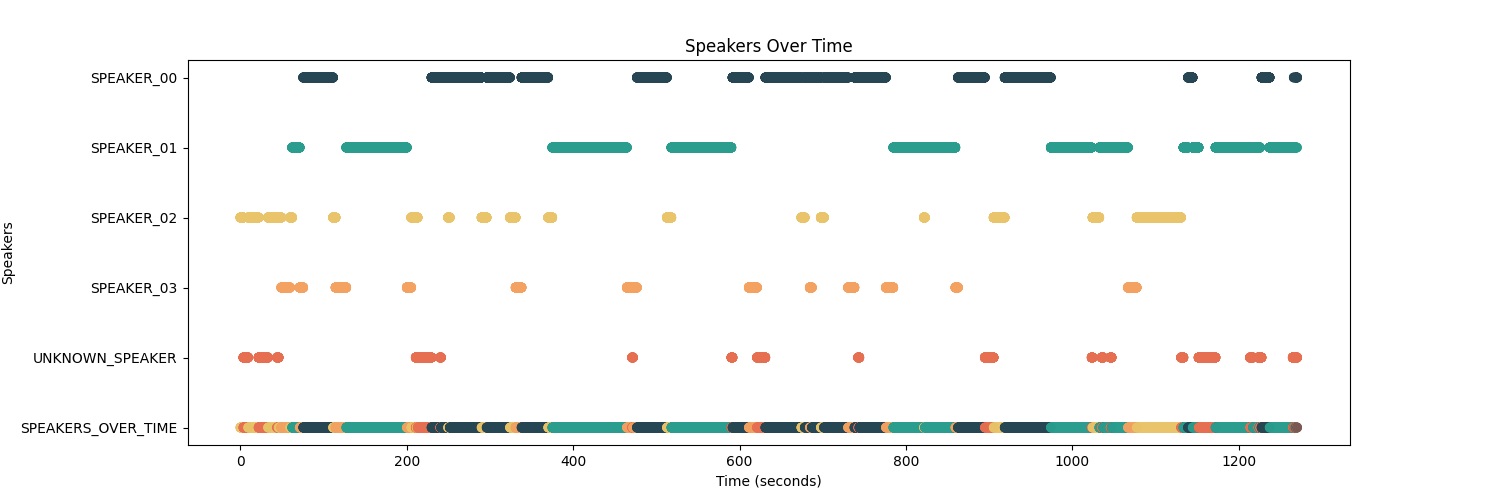 Speakers Over Time
SPEAKER_00
SPEAKER_01
SPEAKER_02
SPEAKER_03
UNKNOWN_SPEAKER
SPEAKERS_OVER_TIME
Speakers
0 200 400 600 800 1000 1200
Time (seconds)